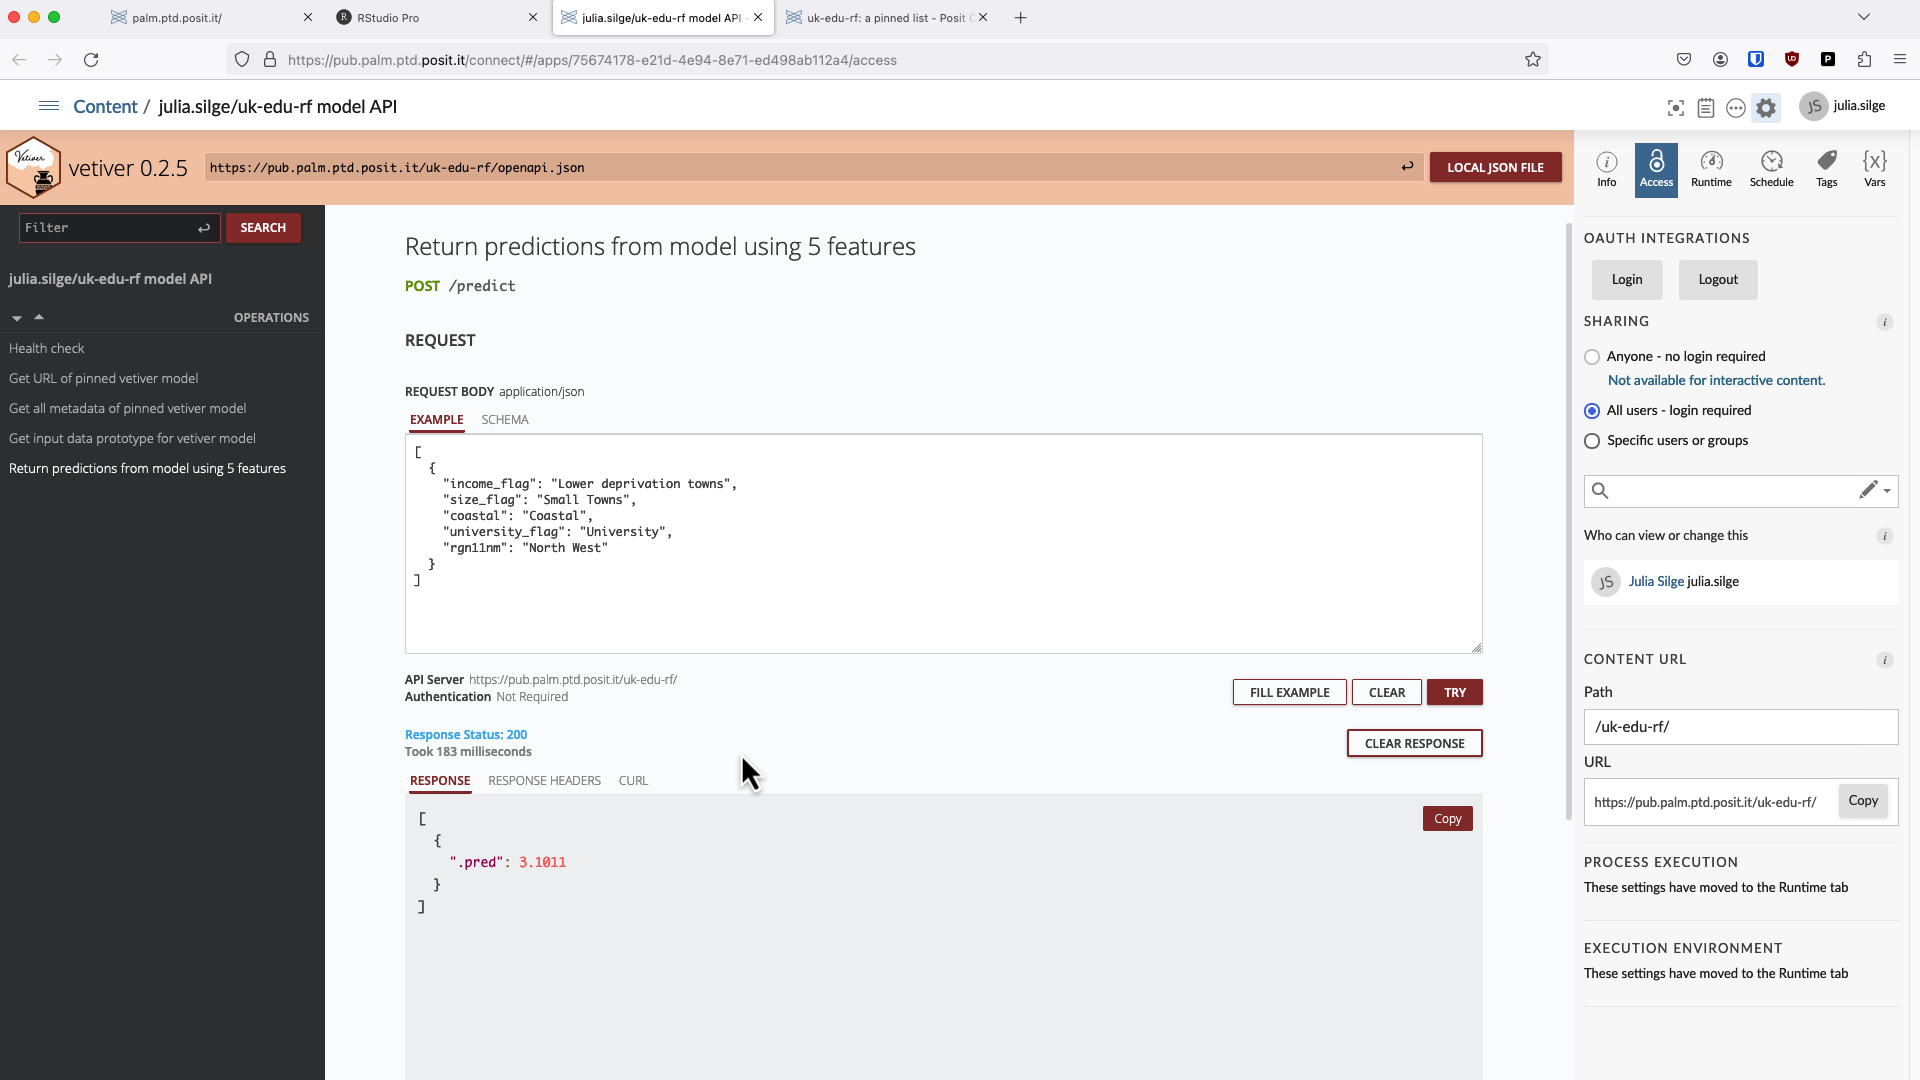 palm.ptd.posit.it/
RStudio Pro
julia.silge/uk-edu-rf model API -
uk-edu-rf: a pinned list - Posit C
https://pub.palm.ptd.posit.it/connect/#/apps/75674178-e21d-4e94-8e71-ed498ab112a4/access
Content / julia.silge/uk-edu-rf model API
JS julia.silge
Vetiver
vetiver 0.2.5
https://pub.palm.ptd.posit.it/uk-edu-rf/openapi.json
LOCAL JSON FILE
Info
Access
Runtime
Schedule
Tags
{x}
Vars
Filter
SEARCH
julia.silge/uk-edu-rf model API
OPERATIONS
Health check
Get URL of pinned vetiver model
Get all metadata of pinned vetiver model
Get input data prototype for vetiver model
Return predictions from model using 5 features
Return predictions from model using 5 features
POST /predict
REQUEST
REQUEST BODY application/json
EXAMPLE SCHEMA
[
{
"income_flag": "Lower deprivation towns",
"size_flag": "Small Towns",
"coastal": "Coastal",
"university_flag": "University",
"rgn11nm": "North West"
}
]
API Server https://pub.palm.ptd.posit.it/uk-edu-rf/
Authentication Not Required
FILL EXAMPLE
CLEAR
TRY
Response Status: 200
Took 183 milliseconds
CLEAR RESPONSE
RESPONSE RESPONSE HEADERS CURL
Copy
[
{
".pred": 3.1011
}
]
OAUTH INTEGRATIONS
Login
Logout
SHARING
Anyone - no login required
Not available for interactive content.
All users - login required
Specific users or groups
Who can view or change this
JS Julia Silge julia.silge
CONTENT URL
Path
/uk-edu-rf/
URL
https://pub.palm.ptd.posit.it/uk-edu-rf/
Copy
PROCESS EXECUTION
These settings have moved to the Runtime tab
EXECUTION ENVIRONMENT
These settings have moved to the Runtime tab